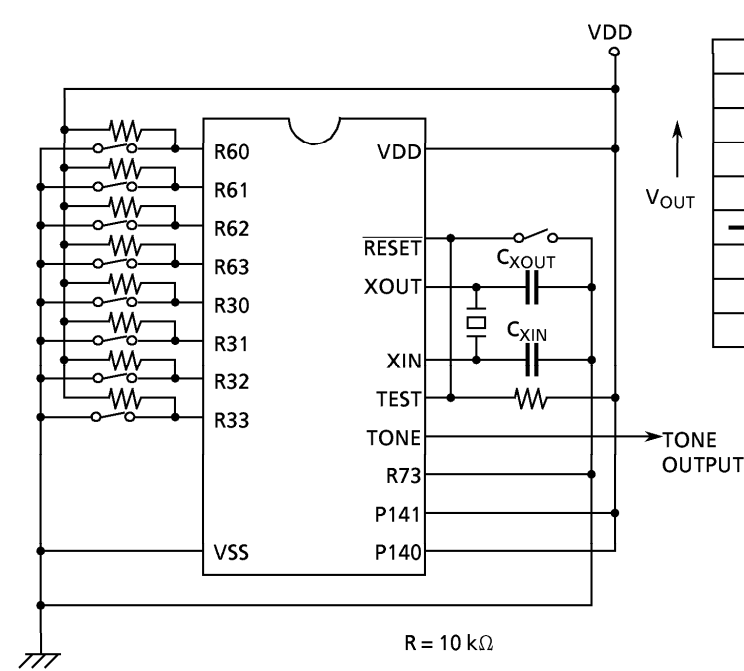 VDD
R60
R61
R62
R63
R30
R31
R32
R33
VSS
VDD
RESET
XOUT
XIN
TEST
TONE
R73
P141
P140
CXOUT
CXIN
TONE
OUTPUT
VOUT
R = 10 kΩ